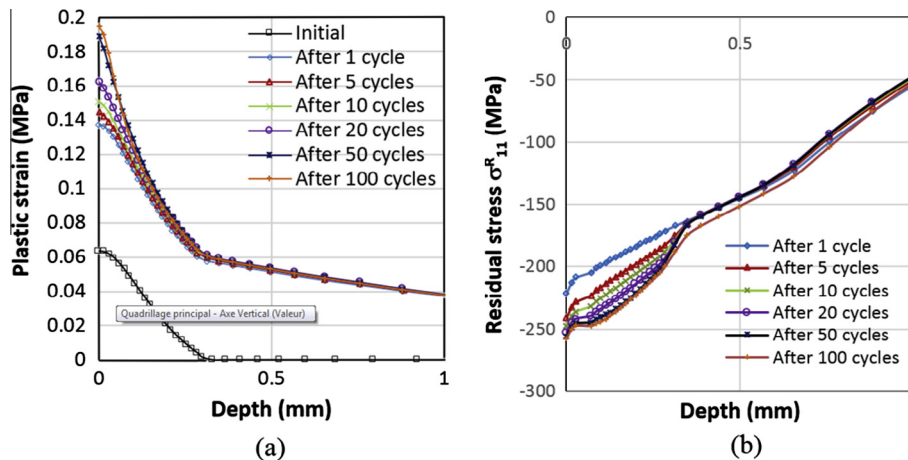 Plastic strain (MPa)
0.2
0.18
0.16
0.14
0.12
0.1
0.08
0.06
0.04
0.02
0
Initial
After 1 cycle
After 5 cycles
After 10 cycles
After 20 cycles
After 50 cycles
After 100 cycles
Quadrillage principal - Axe Vertical (Valeur)
0
0.5
1
Depth (mm)
(a)
Residual stress σᴿ₁₁ (MPa)
0
-50
-100
-150
-200
-250
-300
0
0.5
After 1 cycle
After 5 cycles
After 10 cycles
After 20 cycles
After 50 cycles
After 100 cycles
Depth (mm)
(b)